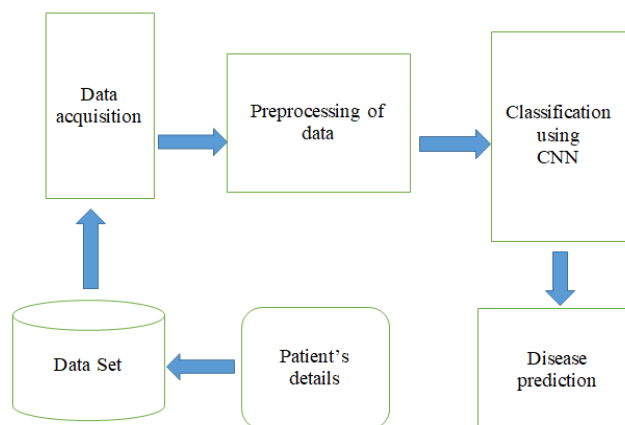 Data
acquisition
Preprocessing of
data
Classification
using
CNN
Data Set
Patient’s
details
Disease
prediction